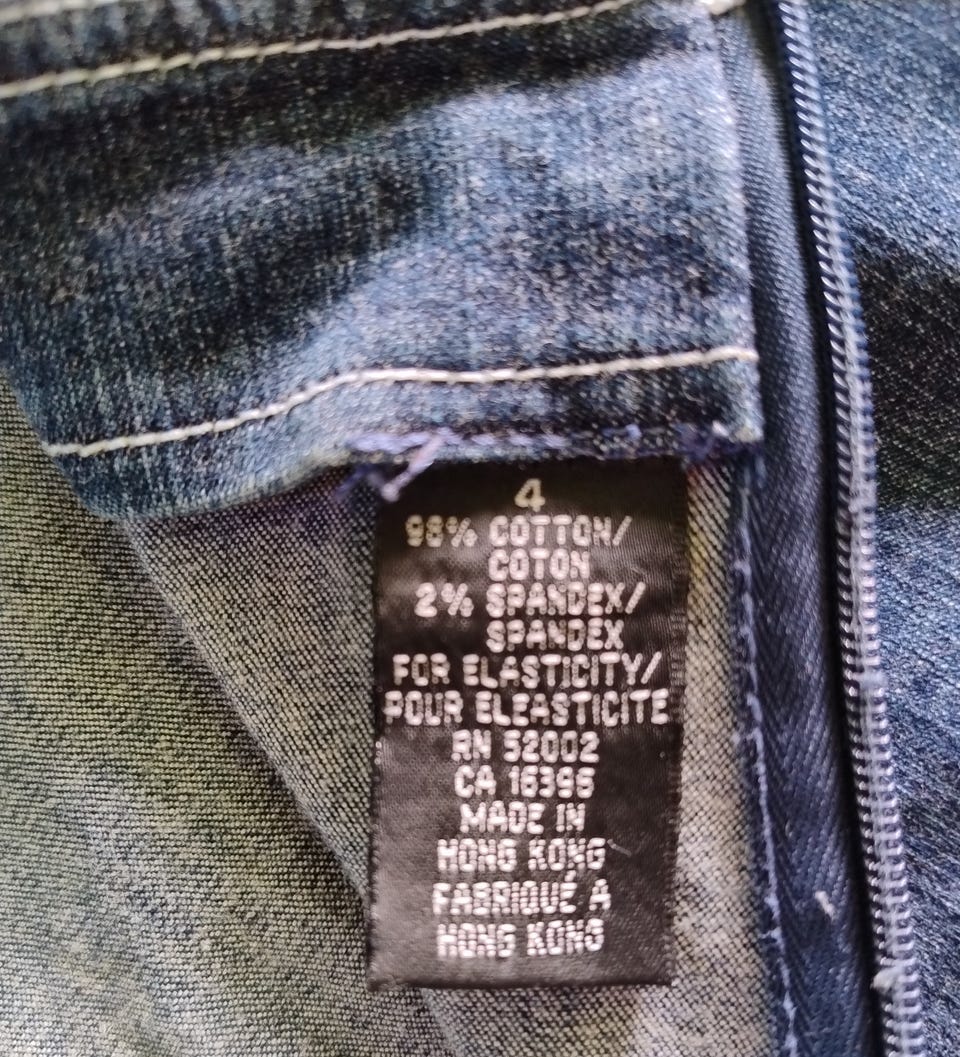 4
98% COTTON/
COTON
2% SPANDEX/
SPANDEX
FOR ELASTICITY/
POUR ELEASTICITE
RN 52002
CA 16396
MADE IN
HONG KONG
FABRIQUÉ A
HONG KONG